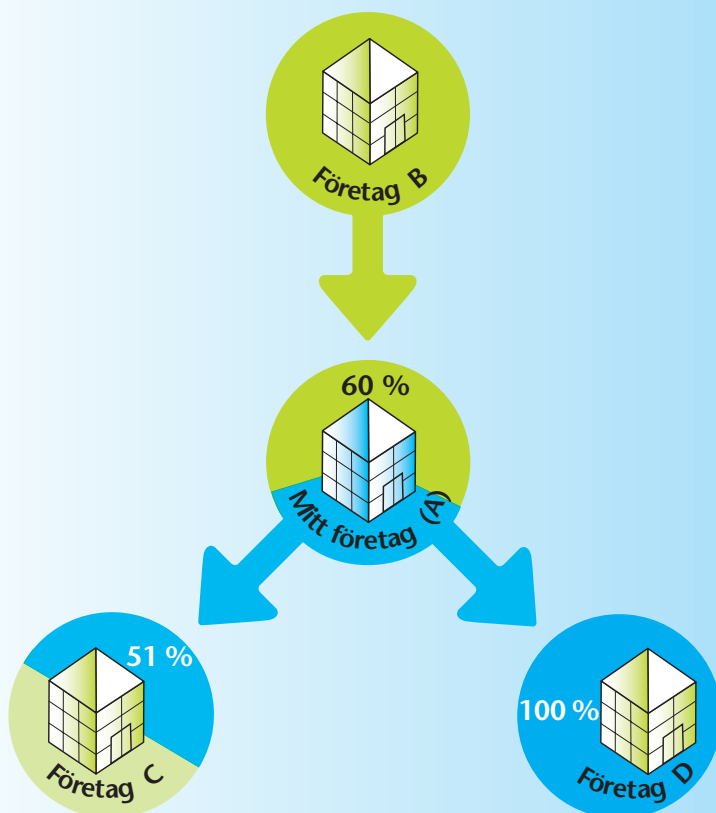 Företag B
60 %
Mitt företag (A)
51 %
Företag C
100 %
Företag D